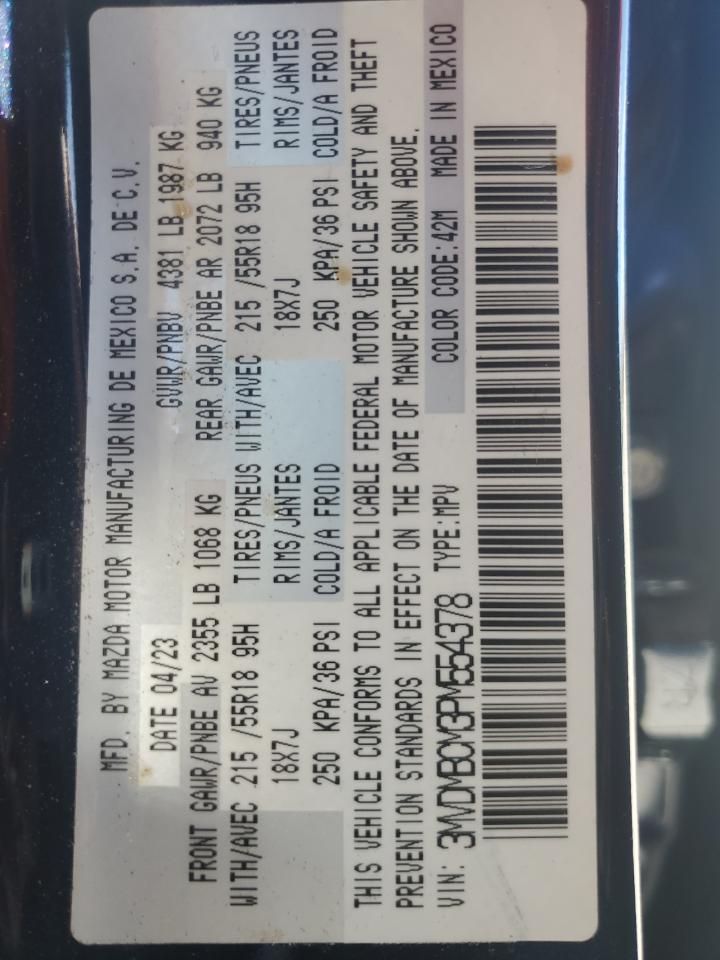 MFD. BY MAZDA MOTOR MANUFACTURING DE MEXICO S.A. DE C.V.
DATE 04/23 GVWR/PNBV 4381 LB 1987 KG
FRONT GAWR/PNBE AV 2355 LB 1068 KG REAR GAWR/PNBE AR 2072 LB 940 KG
WITH/AVEC 215 /55R18 95H TIRES/PNEUS WITH/AVEC 215 /55R18 95H TIRES/PNEUS
18X7J RIMS/JANTES 18X7J RIMS/JANTES
250 KPA/36 PSI COLD/A FROID 250 KPA/36 PSI COLD/A FROID
THIS VEHICLE CONFORMS TO ALL APPLICABLE FEDERAL MOTOR VEHICLE SAFETY AND THEFT
PREVENTION STANDARDS IN EFFECT ON THE DATE OF MANUFACTURE SHOWN ABOVE.
VIN: 3MVDMBCM3PM554378 TYPE:MPV COLOR CODE:42M MADE IN MEXICO